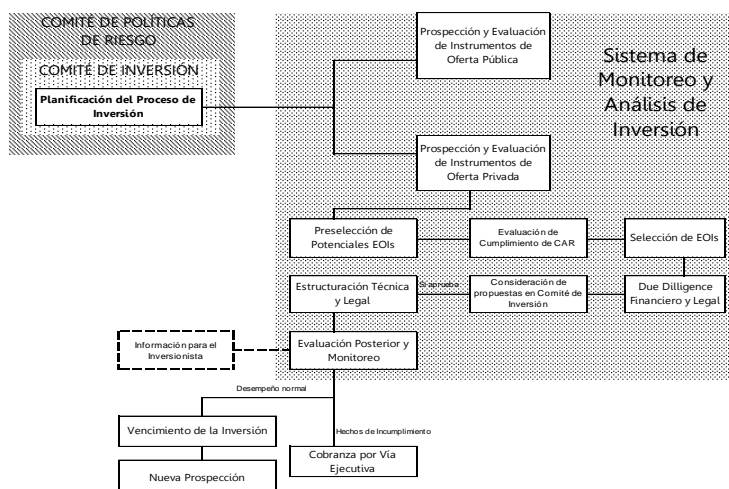 COMITÉ DE POLÍTICAS
DE RIESGO
COMITÉ DE INVERSIÓN
Planificación del Proceso de
Inversión
Prospección y Evaluación
de Instrumentos de
Oferta Pública
Sistema de
Monitoreo y
Análisis de
Inversión
Prospección y Evaluación
de Instrumentos de
Oferta Privada
Preselección de
Potenciales EOIs
Evaluación de
Cumplimiento de CAR
Selección de EOIs
Estructuración Técnica
y Legal
Si aprueba
Consideración de
propuestas en Comité de
Inversión
Due Dilligence
Financiero y Legal
Información para el
Inversionista
Evaluación Posterior y
Monitoreo
Desempeño normal
Vencimiento de la Inversión
Hechos de Incumplimiento
Cobranza por Vía
Ejecutiva
Nueva Prospección